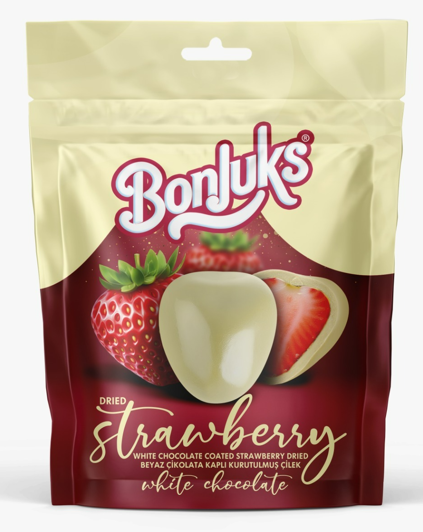 BonJuks®
DRIED
strawberry
WHITE CHOCOLATE COATED STRAWBERRY DRIED
BEYAZ ÇİKOLATA KAPLI KURUTULMUŞ ÇİLEK
white chocolate